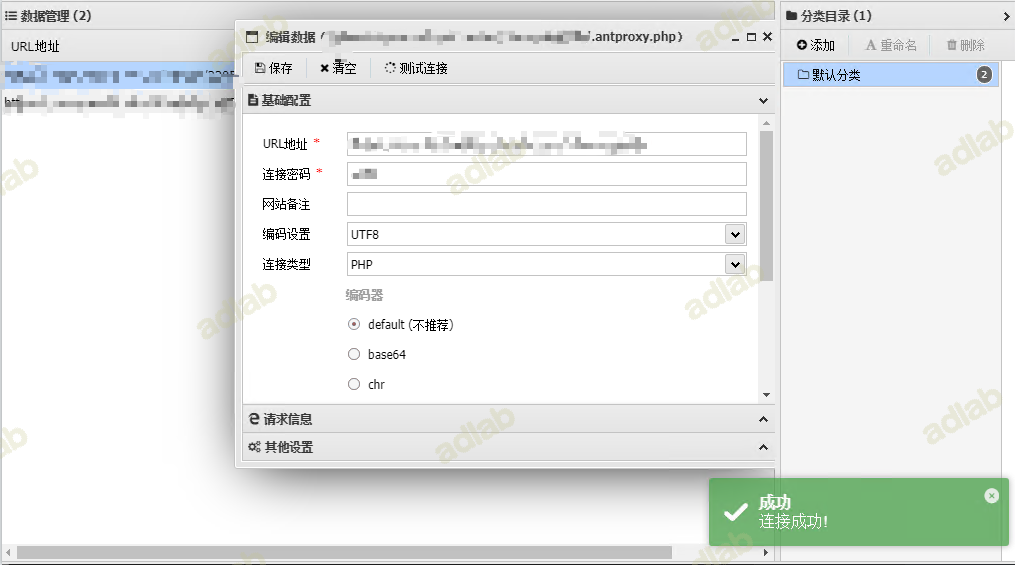 数据管理 (2)
URL地址
编辑数据 (
/.antproxy.php)
保存
清空
测试连接
基础配置
URL地址 *
连接密码 *
网站备注
编码设置
UTF8
连接类型
PHP
编码器
default (不推荐)
base64
chr
请求信息
其他设置
分类目录 (1)
添加
重命名
删除
默认分类
2
成功
连接成功!
adlab
adlab
adlab
adlab
adlab
adlab
adlab